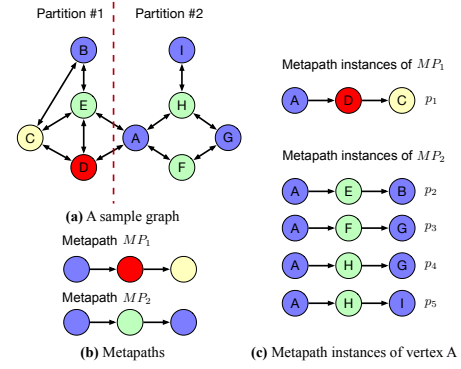 Partition #1 Partition #2
B I
E H
C A G
D F
(a) A sample graph
Metapath MP1
Metapath MP2
(b) Metapaths
Metapath instances of MP1
A D C p1
Metapath instances of MP2
A E B p2
A F G p3
A H G p4
A H I p5
(c) Metapath instances of vertex A